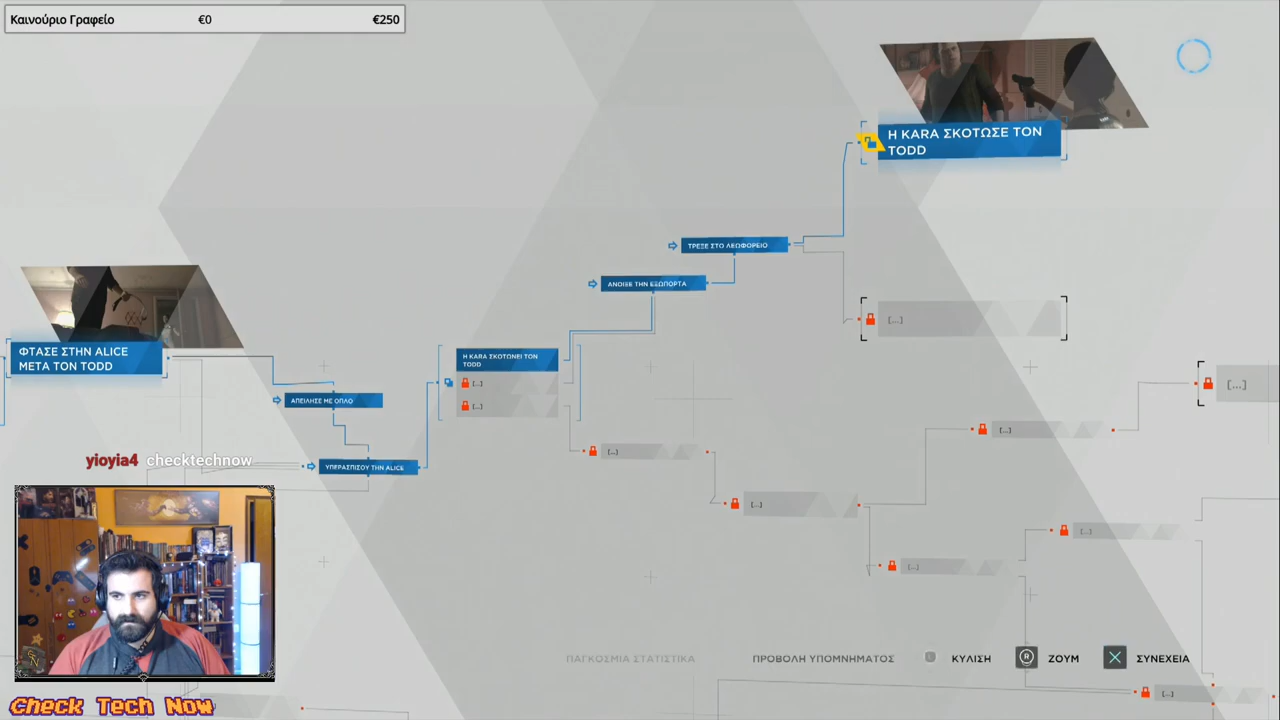 Καινούριο Γραφείο €0 €250
Η KARA ΣΚΟΤΩΣΕ ΤΟΝ
TODD
ΤΡΕΞΕ ΣΤΟ ΛΕΩΦΟΡΕΙΟ
ΑΝΟΙΞΕ ΤΗΝ ΕΞΩΠΟΡΤΑ
[...]
ΦΤΑΣΕ ΣΤΗΝ ALICE
ΜΕΤΑ ΤΟΝ TODD
Η KARA ΣΚΟΤΩΝΕΙ ΤΟΝ
TODD
[...]
[...]
[...]
ΑΠΕΙΛΗΣΕ ΜΕ ΟΠΛΟ
[...]
[...]
yioyia4 checktechnow
ΥΠΕΡΑΣΠΙΣΟΥ ΤΗΝ ALICE
[...]
[...]
[...]
ΠΑΓΚΟΣΜΙΑ ΣΤΑΤΙΣΤΙΚΑ
ΠΡΟΒΟΛΗ ΥΠΟΜΝΗΜΑΤΟΣ
L ΚΥΛΙΣΗ
R ΖΟΥΜ
ΣΥΝΕΧΕΙΑ
[...]
Check Tech Now